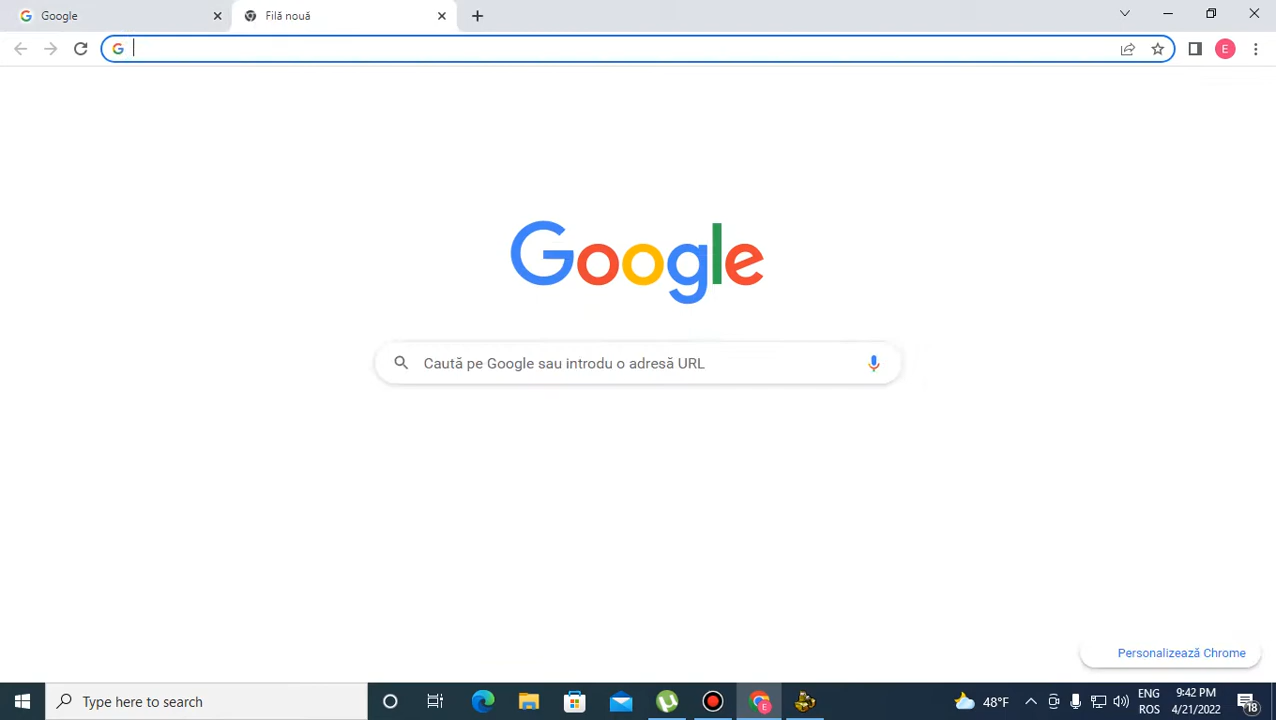 Google
Filă nouă
E
Google
Caută pe Google sau introdu o adresă URL
Personalizează Chrome
Type here to search
E
48°F
ENG
ROS
9:42 PM
4/21/2022
18